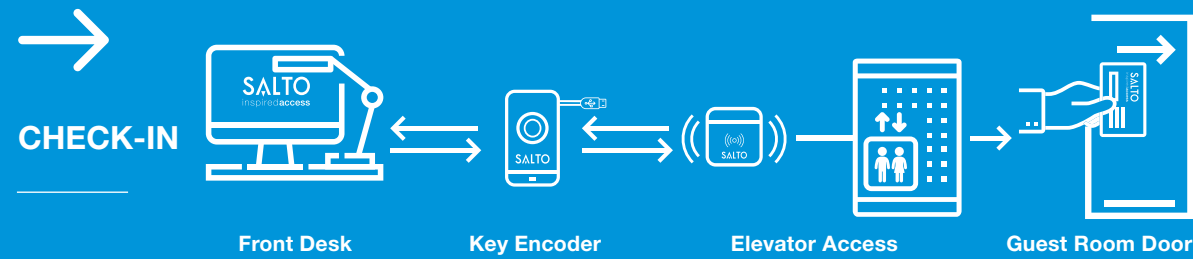 CHECK-IN
SALTO
inspiredaccess
SALTO
SALTO
SALTO
Front Desk
Key Encoder
Elevator Access
Guest Room Door